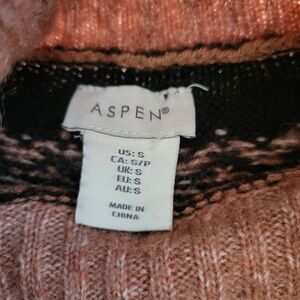 ASPEN®
US: S
CA: S/P
UK: S
EU: S
AU: S
MADE IN
CHINA